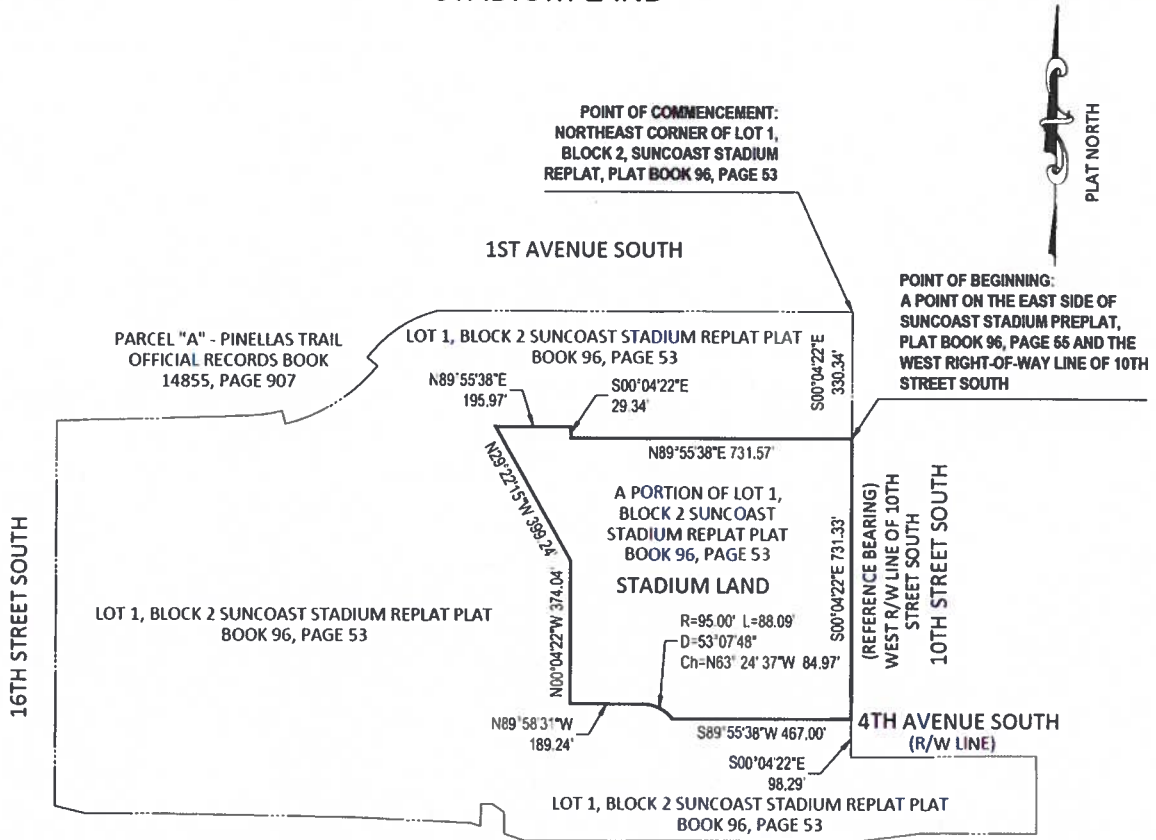 POINT OF COMMENCEMENT:
NORTHEAST CORNER OF LOT 1,
BLOCK 2, SUNCOAST STADIUM
REPLAT, PLAT BOOK 96, PAGE 53
PLAT NORTH
1ST AVENUE SOUTH
POINT OF BEGINNING:
A POINT ON THE EAST SIDE OF
SUNCOAST STADIUM PREPLAT,
PLAT BOOK 96, PAGE 55 AND THE
WEST RIGHT-OF-WAY LINE OF 10TH
STREET SOUTH
PARCEL "A" - PINELLAS TRAIL
OFFICIAL RECORDS BOOK
14855, PAGE 907
LOT 1, BLOCK 2 SUNCOAST STADIUM REPLAT PLAT
BOOK 96, PAGE 53
S00°04'22"E
330.34'
N89°55'38"E
195.97'
S00°04'22"E
29.34'
N89°55'38"E 731.57'
N29°22'15"W 399.24'
A PORTION OF LOT 1,
BLOCK 2 SUNCOAST
STADIUM REPLAT PLAT
BOOK 96, PAGE 53
STADIUM LAND
S00°04'22"E 731.33'
(REFERENCE BEARING)
WEST R/W LINE OF 10TH
STREET SOUTH
10TH STREET SOUTH
16TH STREET SOUTH
LOT 1, BLOCK 2 SUNCOAST STADIUM REPLAT PLAT
BOOK 96, PAGE 53
N00°04'22"W 374.04'
R=95.00' L=88.09'
D=53°07'48"
Ch=N63° 24' 37"W 84.97'
N89°58'31"W
189.24'
S89°55'38"W 467.00'
4TH AVENUE SOUTH
(R/W LINE)
S00°04'22"E
98.29'
LOT 1, BLOCK 2 SUNCOAST STADIUM REPLAT PLAT
BOOK 96, PAGE 53